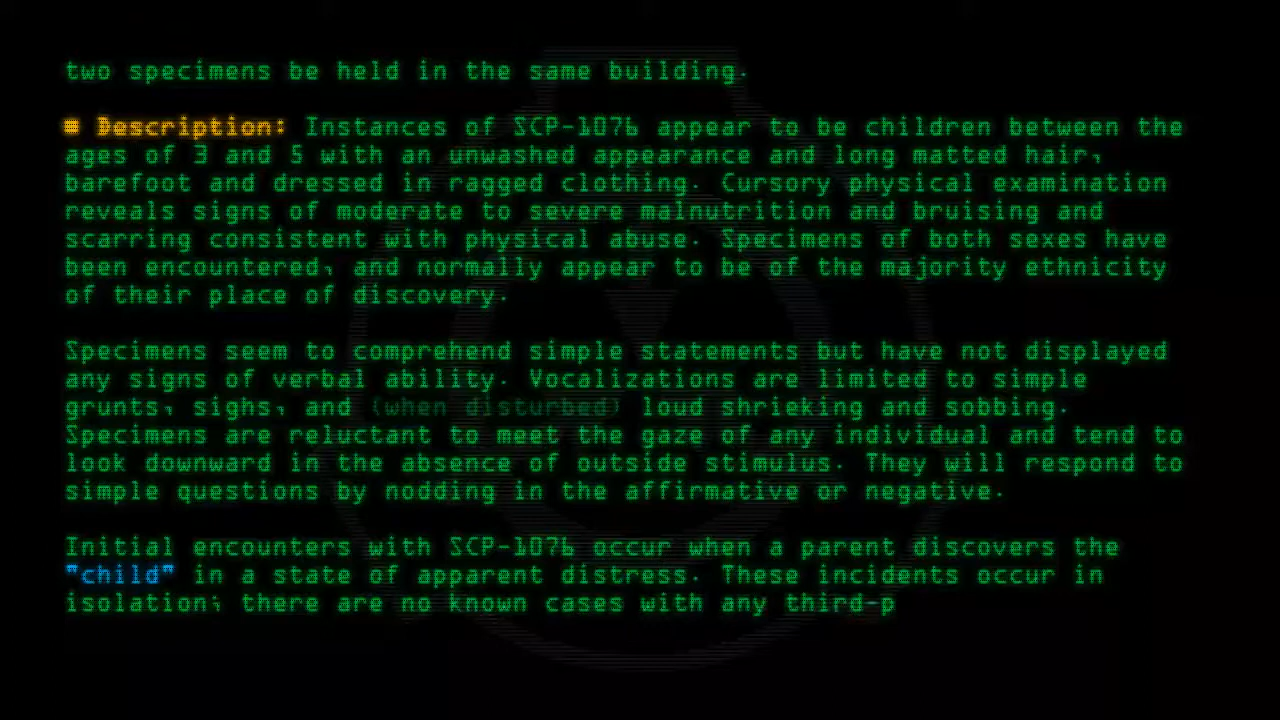 two specimens be held in the same building.
■ Description: Instances of SCP-1076 appear to be children between the
ages of 3 and 5 with an unwashed appearance and long matted hair,
barefoot and dressed in ragged clothing. Cursory physical examination
reveals signs of moderate to severe malnutrition and bruising and
scarring consistent with physical abuse. Specimens of both sexes have
been encountered, and normally appear to be of the majority ethnicity
of their place of discovery.
Specimens seem to comprehend simple statements but have not displayed
any signs of verbal ability. Vocalizations are limited to simple
grunts, sighs, and (when disturbed) loud shrieking and sobbing.
Specimens are reluctant to meet the gaze of any individual and tend to
look downward in the absence of outside stimulus. They will respond to
simple questions by nodding in the affirmative or negative.
Initial encounters with SCP-1076 occur when a parent discovers the
"child" in a state of apparent distress. These incidents occur in
isolation; there are no known cases with any third-p